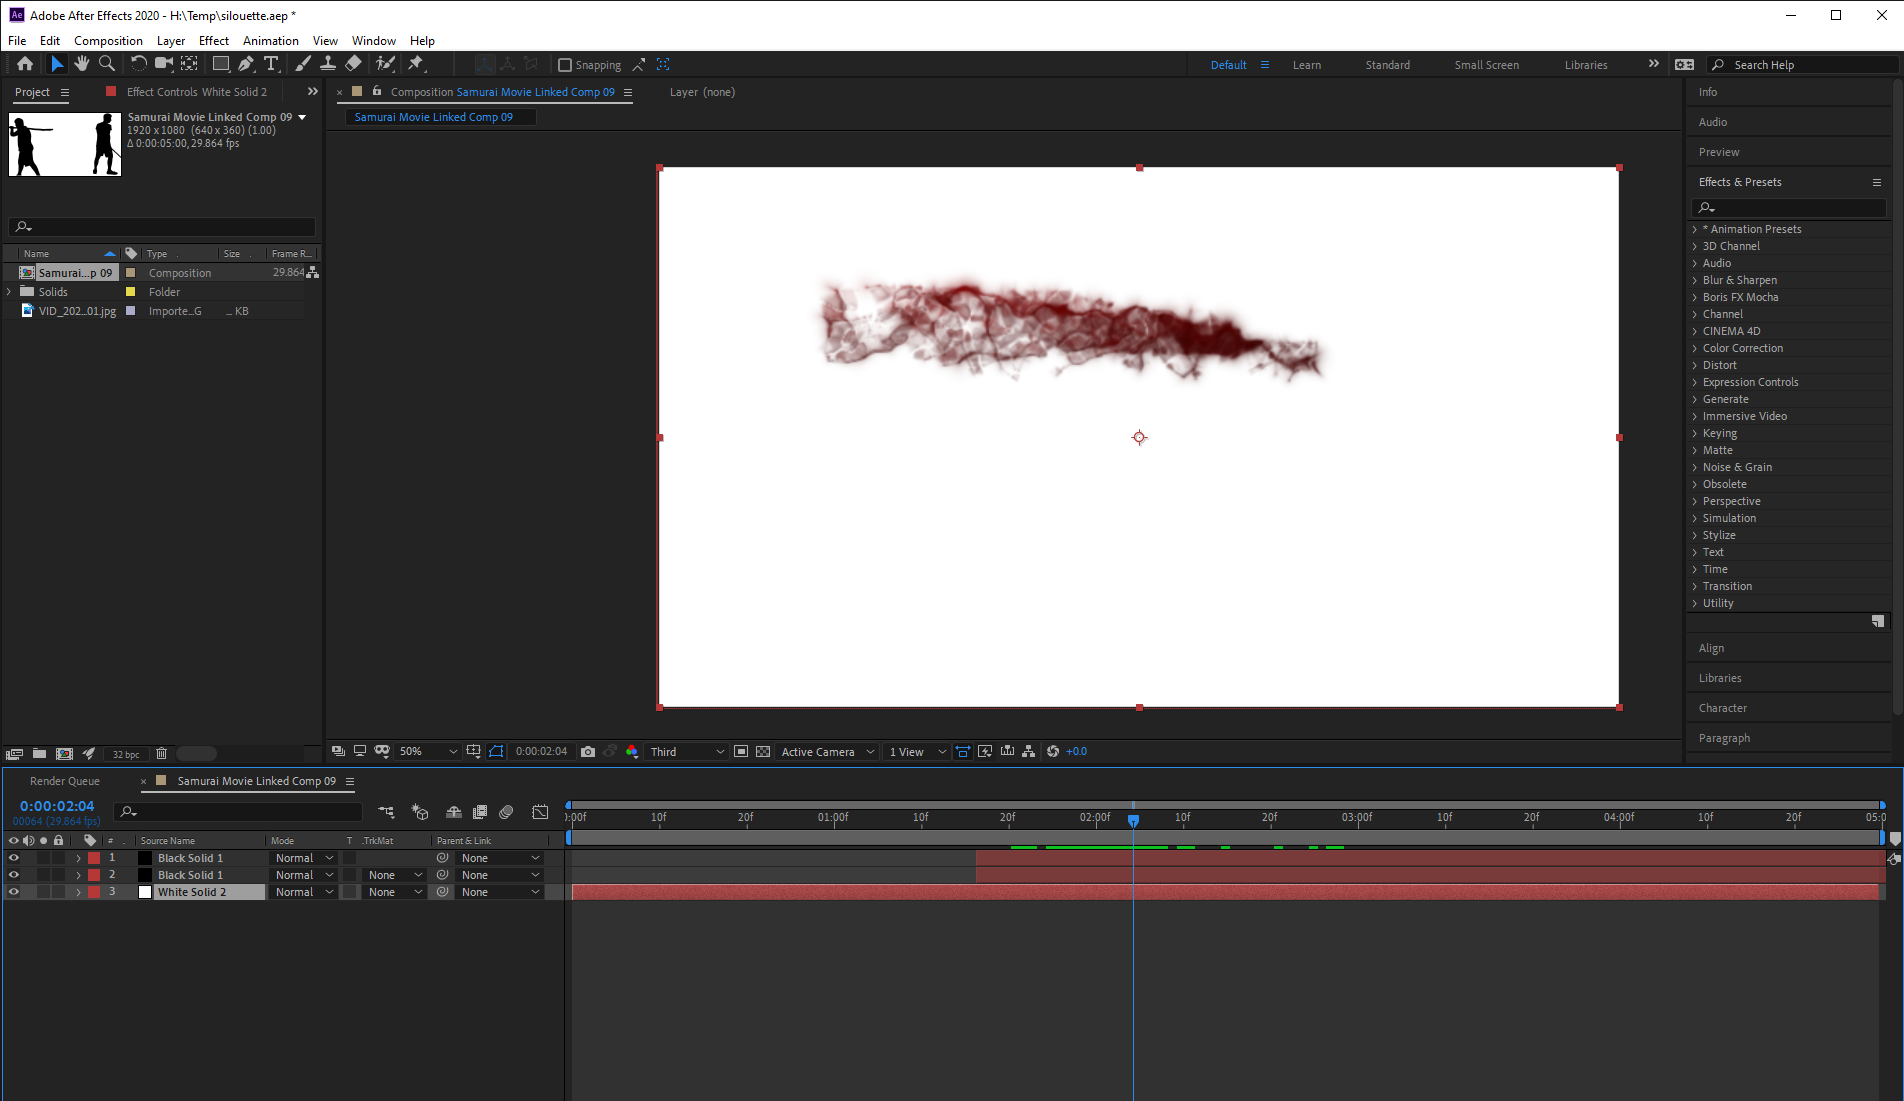 Adobe After Effects 2020 - H:\Temp\silouette.aep *
File Edit Composition Layer Effect Animation View Window Help
Snapping Default Learn Standard Small Screen Libraries Search Help
Project Effect Controls White Solid 2
Composition Samurai Movie Linked Comp 09 Layer (none)
Samurai Movie Linked Comp 09
Samurai Movie Linked Comp 09
1920 x 1080 (640 x 360) (1.00)
Δ 0:00:05:00, 29.864 fps
Name Type Size Frame R...
Samurai...p 09 Composition 29.864
Solids Folder
VID_202...01.jpg Importe...G ... KB
Info
Audio
Preview
Effects & Presets
* Animation Presets
3D Channel
Audio
Blur & Sharpen
Boris FX Mocha
Channel
CINEMA 4D
Color Correction
Distort
Expression Controls
Generate
Immersive Video
Keying
Matte
Noise & Grain
Obsolete
Perspective
Simulation
Stylize
Text
Time
Transition
Utility
Align
Libraries
Character
Paragraph
32 bpc
50% 0:00:02:04 Third Active Camera 1 View +0.0
Render Queue Samurai Movie Linked Comp 09
0:00:02:04
00064 (29.864 fps)
:00f 10f 20f 01:00f 10f 20f 02:00f 10f 20f 03:00f 10f 20f 04:00f 10f 20f 05:0
# Source Name Mode T .TrkMat Parent & Link
1 Black Solid 1 Normal None
2 Black Solid 1 Normal None None
3 White Solid 2 Normal None None